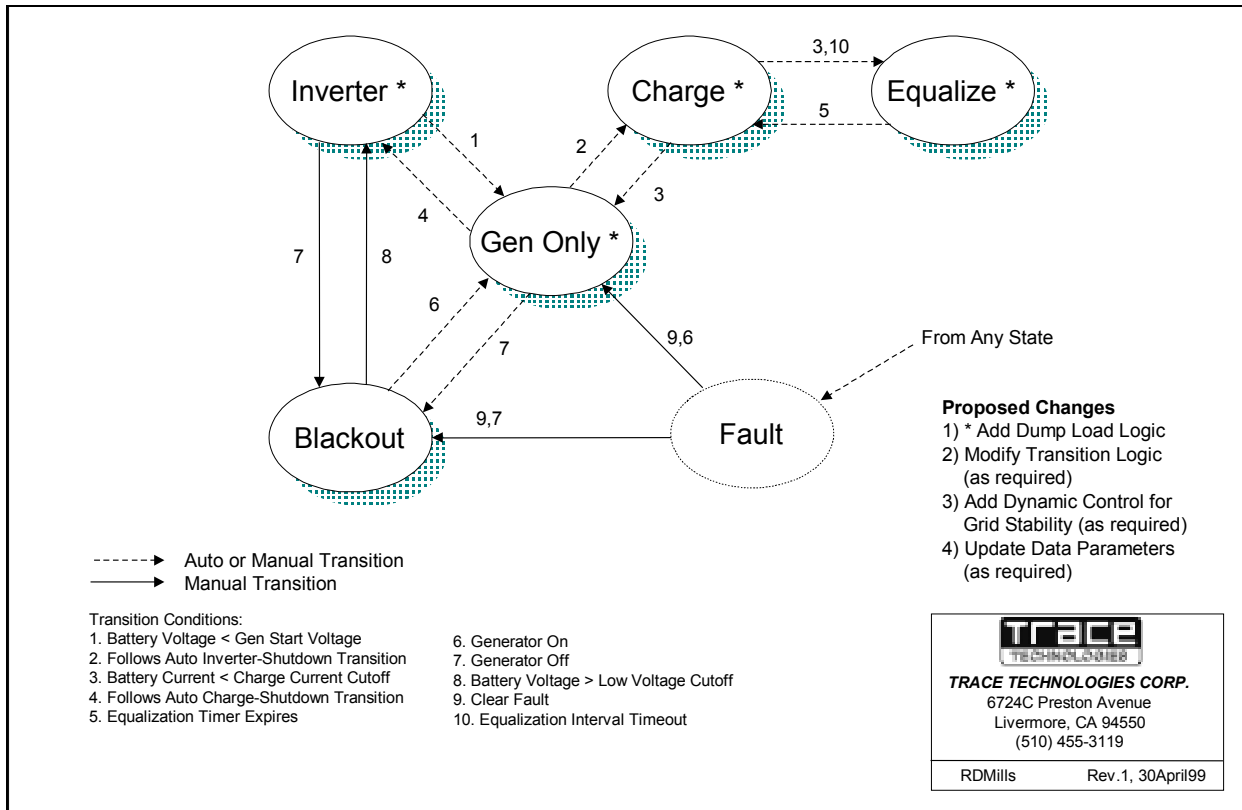 Inverter *
Charge *
3,10
Equalize *
5
1
2
3
4
Gen Only *
7
8
6
7
9,6
From Any State
Blackout
9,7
Fault
Proposed Changes
1) * Add Dump Load Logic
2) Modify Transition Logic
(as required)
3) Add Dynamic Control for
Grid Stability (as required)
4) Update Data Parameters
(as required)
Auto or Manual Transition
Manual Transition
Transition Conditions:
1. Battery Voltage < Gen Start Voltage
2. Follows Auto Inverter-Shutdown Transition
3. Battery Current < Charge Current Cutoff
4. Follows Auto Charge-Shutdown Transition
5. Equalization Timer Expires
6. Generator On
7. Generator Off
8. Battery Voltage > Low Voltage Cutoff
9. Clear Fault
10. Equalization Interval Timeout
Trace
TECHNOLOGIES
TRACE TECHNOLOGIES CORP.
6724C Preston Avenue
Livermore, CA 94550
(510) 455-3119
RDMills Rev.1, 30April99